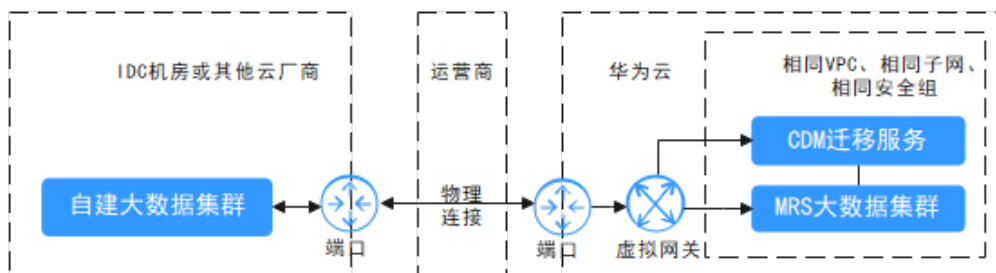 IDC机房或其他云厂商
运营商
华为云
相同VPC、相同子网、
相同安全组
CDM迁移服务
自建大数据集群
物理
连接
MRS大数据集群
端口
端口
虚拟网关